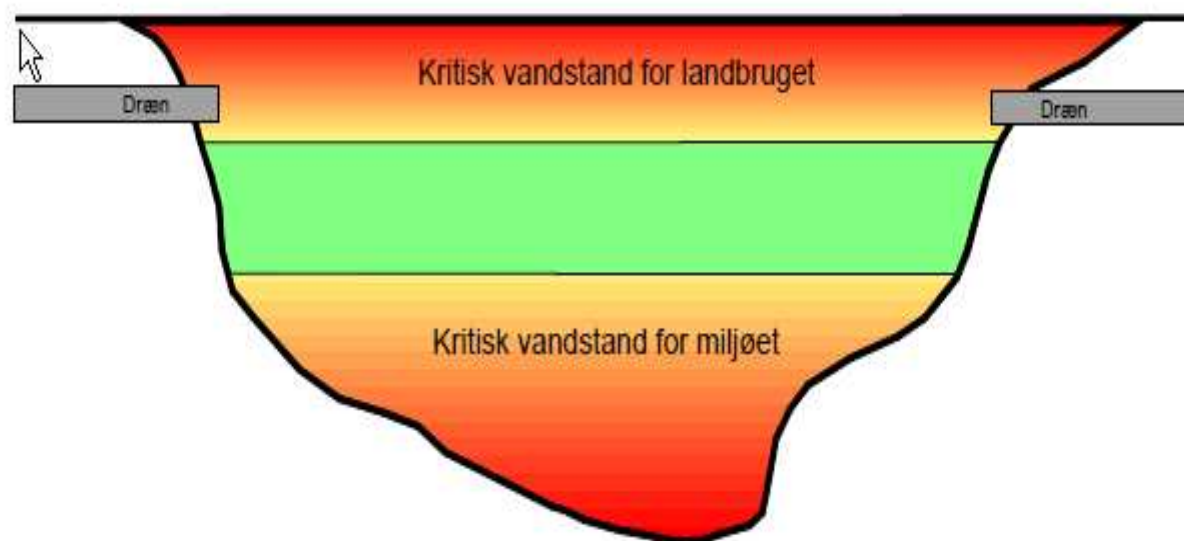 Kritisk vandstand for landbruget
Dræn
Dræn
Kritisk vandstand for miljøet